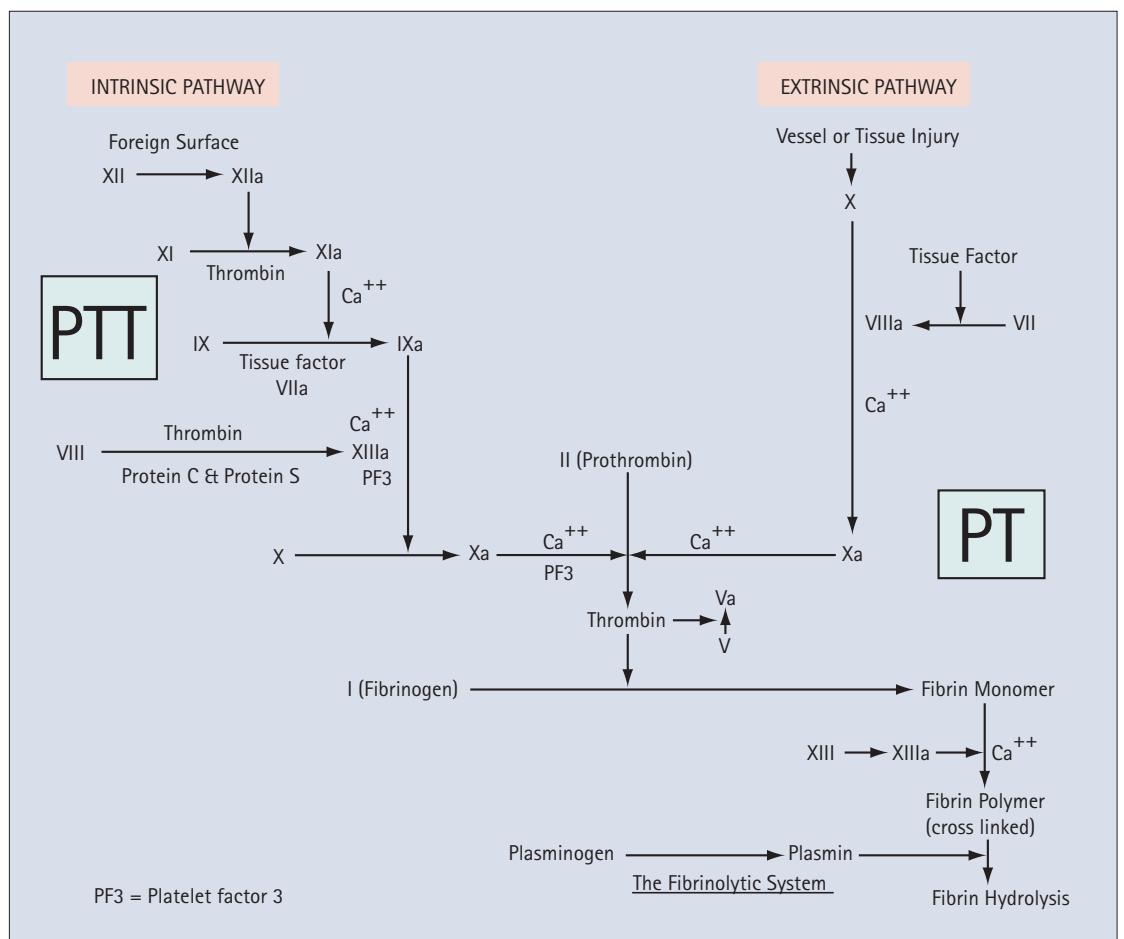 INTRINSIC PATHWAY
EXTRINSIC PATHWAY
Foreign Surface
Vessel or Tissue Injury
XII
XIIa
X
XI
XIa
Thrombin
Tissue Factor
Ca++
PTT
VIIIa
VII
IX
IXa
Tissue factor
VIIa
Ca++
Ca++
VIII
Thrombin
XIIIa
Protein C & Protein S
PF3
II (Prothrombin)
PT
X
Xa
Ca++
PF3
Ca++
Xa
Thrombin
Va
V
I (Fibrinogen)
Fibrin Monomer
XIII
XIIIa
Ca++
Fibrin Polymer
(cross linked)
Plasminogen
Plasmin
The Fibrinolytic System
PF3 = Platelet factor 3
Fibrin Hydrolysis